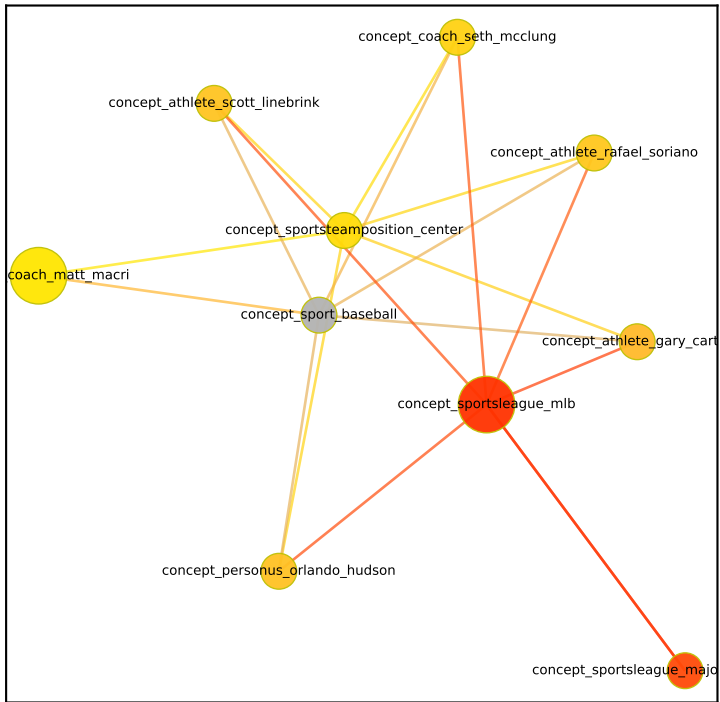 concept_coach_seth_mcclung
concept_athlete_scott_linebrink
concept_athlete_rafael_soriano
concept_sportsteamposition_center
coach_matt_macri
concept_sport_baseball
concept_athlete_gary_cart
concept_sportsleague_mlb
concept_personus_orlando_hudson
concept_sportsleague_majo